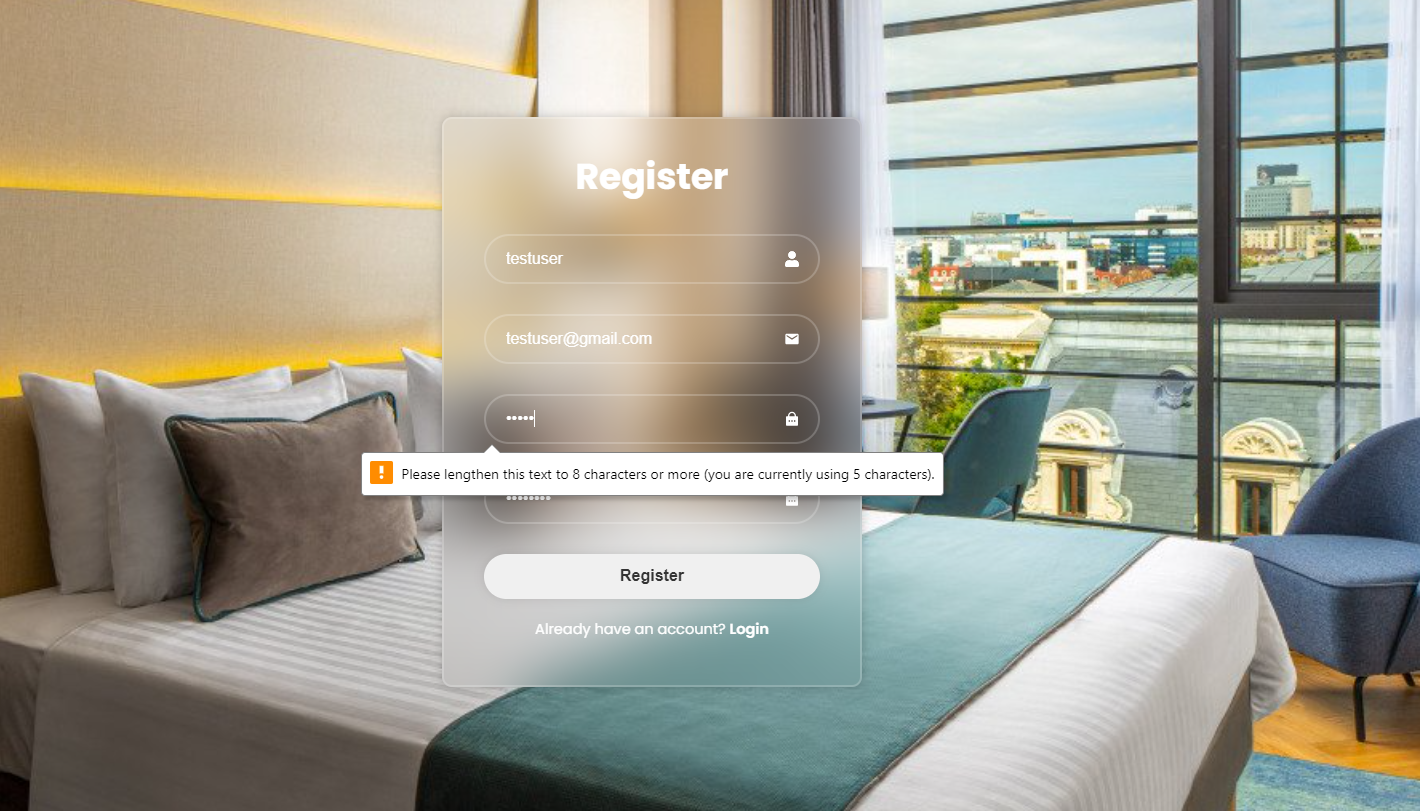 Register
testuser
testuser@gmail.com
•••••
Please lengthen this text to 8 characters or more (you are currently using 5 characters).
••••••••
Register
Already have an account? Login